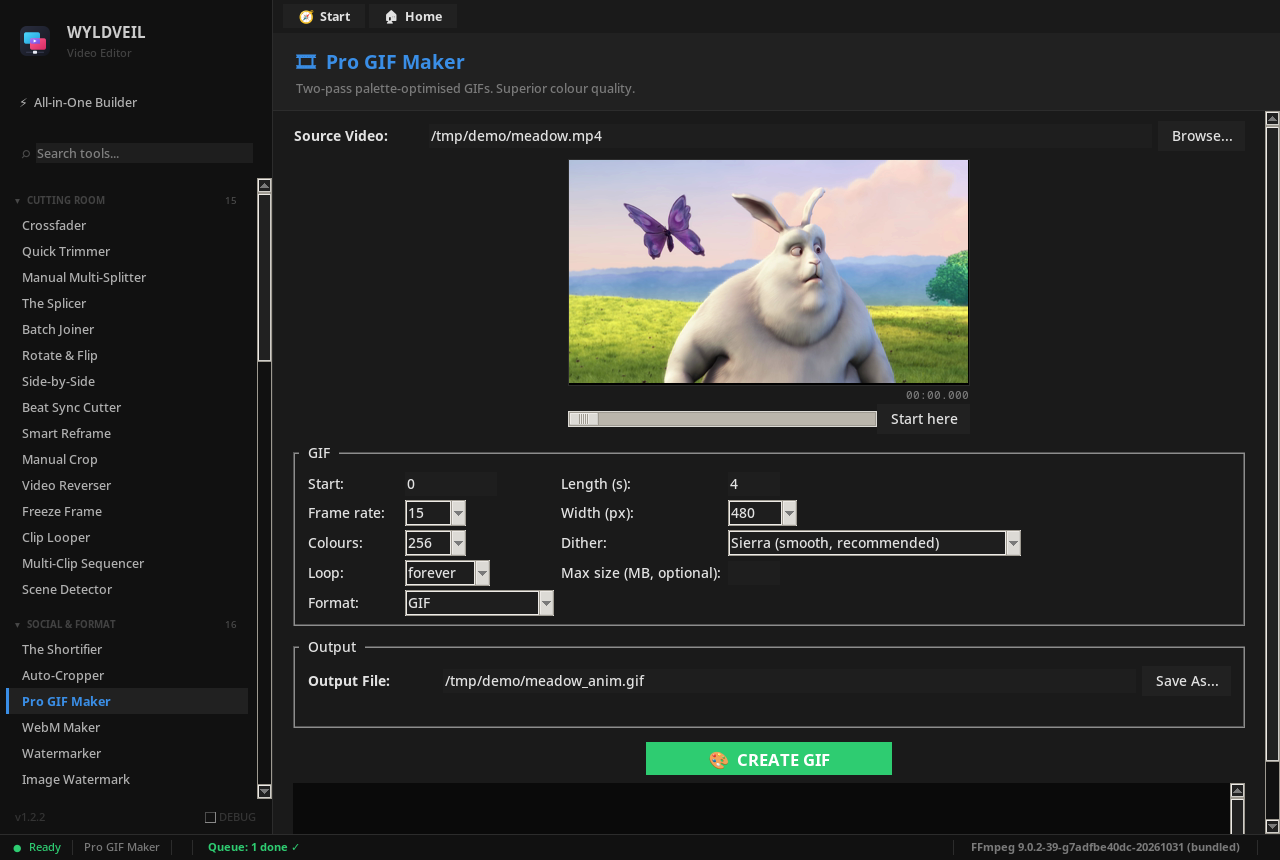 WYLDVEIL
Video Editor
⚡ All-in-One Builder
Search tools...
▾ CUTTING ROOM 15
Crossfader
Quick Trimmer
Manual Multi-Splitter
The Splicer
Batch Joiner
Rotate & Flip
Side-by-Side
Beat Sync Cutter
Smart Reframe
Manual Crop
Video Reverser
Freeze Frame
Clip Looper
Multi-Clip Sequencer
Scene Detector
▾ SOCIAL & FORMAT 16
The Shortifier
Auto-Cropper
Pro GIF Maker
WebM Maker
Watermarker
Image Watermark
v1.2.2 DEBUG
🧭 Start 🏠 Home
Pro GIF Maker
Two-pass palette-optimised GIFs. Superior colour quality.
Source Video: /tmp/demo/meadow.mp4 Browse...
00:00.000
Start here
GIF
Start: 0 Length (s): 4
Frame rate: 15 Width (px): 480
Colours: 256 Dither: Sierra (smooth, recommended)
Loop: forever Max size (MB, optional):
Format: GIF
Output
Output File: /tmp/demo/meadow_anim.gif Save As...
🎨 CREATE GIF
● Ready Pro GIF Maker Queue: 1 done ✓ FFmpeg 9.0.2-39-g7adfbe40dc-20261031 (bundled)